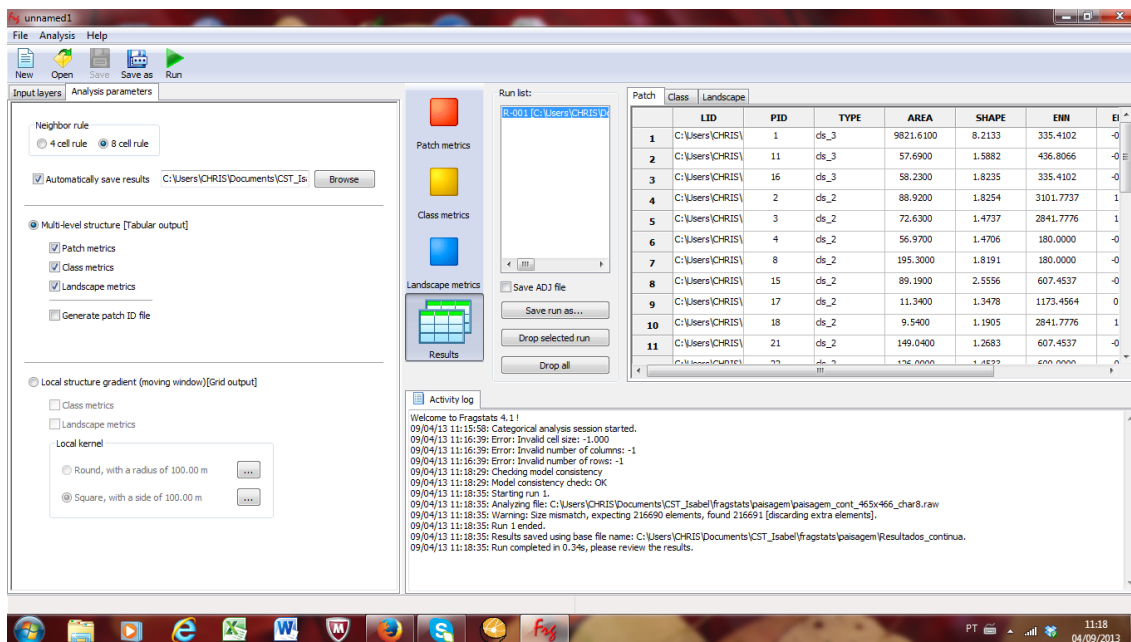 unnamed1
File Analysis Help
New Open Save Save as Run
Input layers Analysis parameters
Neighbor rule
4 cell rule 8 cell rule
Automatically save results C:\Users\CHRIS\Documents\CST_Is Browse
Multi-level structure [Tabular output]
Patch metrics
Class metrics
Landscape metrics
Generate patch ID file
Local structure gradient (moving window)[Grid output]
Class metrics
Landscape metrics
Local kernel
Round, with a radius of 100.00 m ...
Square, with a side of 100.00 m ...
Patch metrics
Class metrics
Landscape metrics
Results
Run list:
R-001 [C:\Users\CHRIS\Do
Save ADJ file
Save run as...
Drop selected run
Drop all
Patch Class Landscape
LID PID TYPE AREA SHAPE ENN
1 C:\Users\CHRIS\ 1 cls_3 9821.6100 8.2133 335.4102 -0
2 C:\Users\CHRIS\ 11 cls_3 57.6900 1.5882 436.8066 -0
3 C:\Users\CHRIS\ 16 cls_3 58.2300 1.8235 335.4102 -0
4 C:\Users\CHRIS\ 2 cls_2 88.9200 1.8254 3101.7737 1
5 C:\Users\CHRIS\ 3 cls_2 72.6300 1.4737 2841.7776 1
6 C:\Users\CHRIS\ 4 cls_2 56.9700 1.4706 180.0000 -0
7 C:\Users\CHRIS\ 8 cls_2 195.3000 1.8191 180.0000 -0
8 C:\Users\CHRIS\ 15 cls_2 89.1900 2.5556 607.4537 -0
9 C:\Users\CHRIS\ 17 cls_2 11.3400 1.3478 1173.4564 0
10 C:\Users\CHRIS\ 18 cls_2 9.5400 1.1905 2841.7776 1
11 C:\Users\CHRIS\ 21 cls_2 149.0400 1.2683 607.4537 -0
Activity log
Welcome to Fragstats 4.1!
09/04/13 11:15:58: Categorical analysis session started.
09/04/13 11:16:39: Error: Invalid cell size: -1.000
09/04/13 11:16:39: Error: Invalid number of columns: -1
09/04/13 11:16:39: Error: Invalid number of rows: -1
09/04/13 11:18:29: Checking model consistency
09/04/13 11:18:29: Model consistency check: OK
09/04/13 11:18:35: Starting run 1.
09/04/13 11:18:35: Analyzing file: C:\Users\CHRIS\Documents\CST_Isabel\fragstats\paisagem\paisagem_cont_465x466_char8.raw
09/04/13 11:18:35: Warning: Size mismatch, expecting 216690 elements, found 216691 [discarding extra elements].
09/04/13 11:18:35: Run 1 ended.
09/04/13 11:18:35: Results saved using base file name: C:\Users\CHRIS\Documents\CST_Isabel\fragstats\paisagem\Resultados_continua.
09/04/13 11:18:35: Run completed in 0.34s, please review the results.
Frg
PT 11:18
04/09/2013